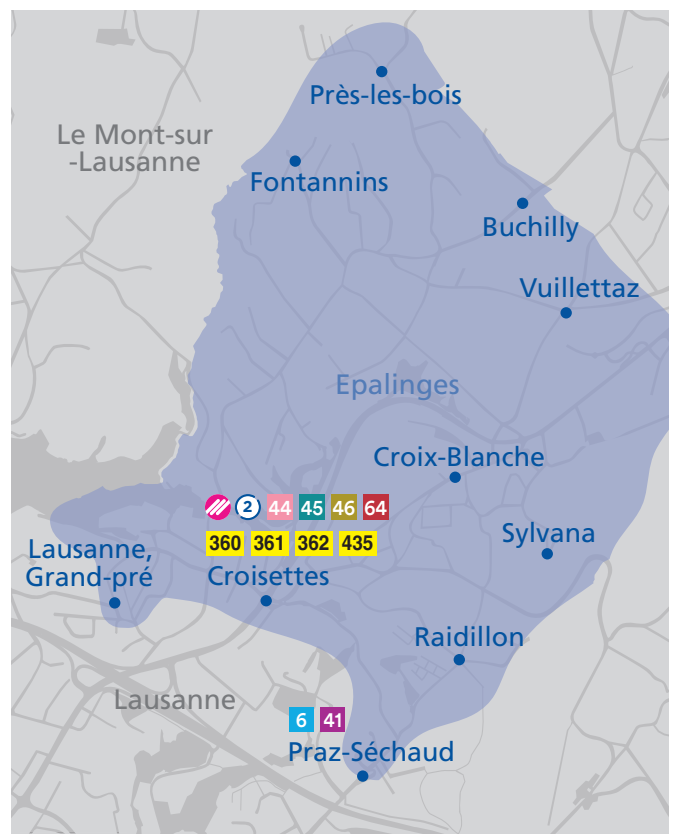 Près-les-bois
Le Mont-sur
-Lausanne
Fontannins
Buchilly
Vuillettaz
Epalinges
Croix-Blanche
2 44 45 46 64
360 361 362 435
Croisettes
Sylvana
Lausanne,
Grand-pré
Raidillon
Lausanne
6 41
Praz-Séchaud